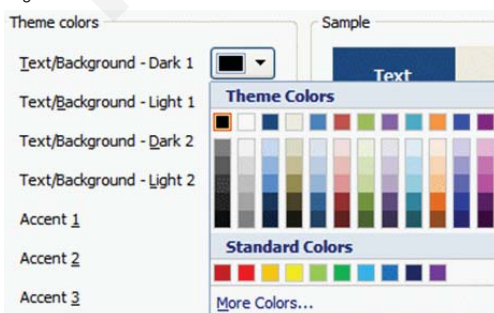 Theme colors
Sample
Text/Background - Dark 1
Text
Text/Background - Light 1
Theme Colors
Text/Background - Dark 2
Text/Background - Light 2
Accent 1
Standard Colors
Accent 2
Accent 3
More Colors...